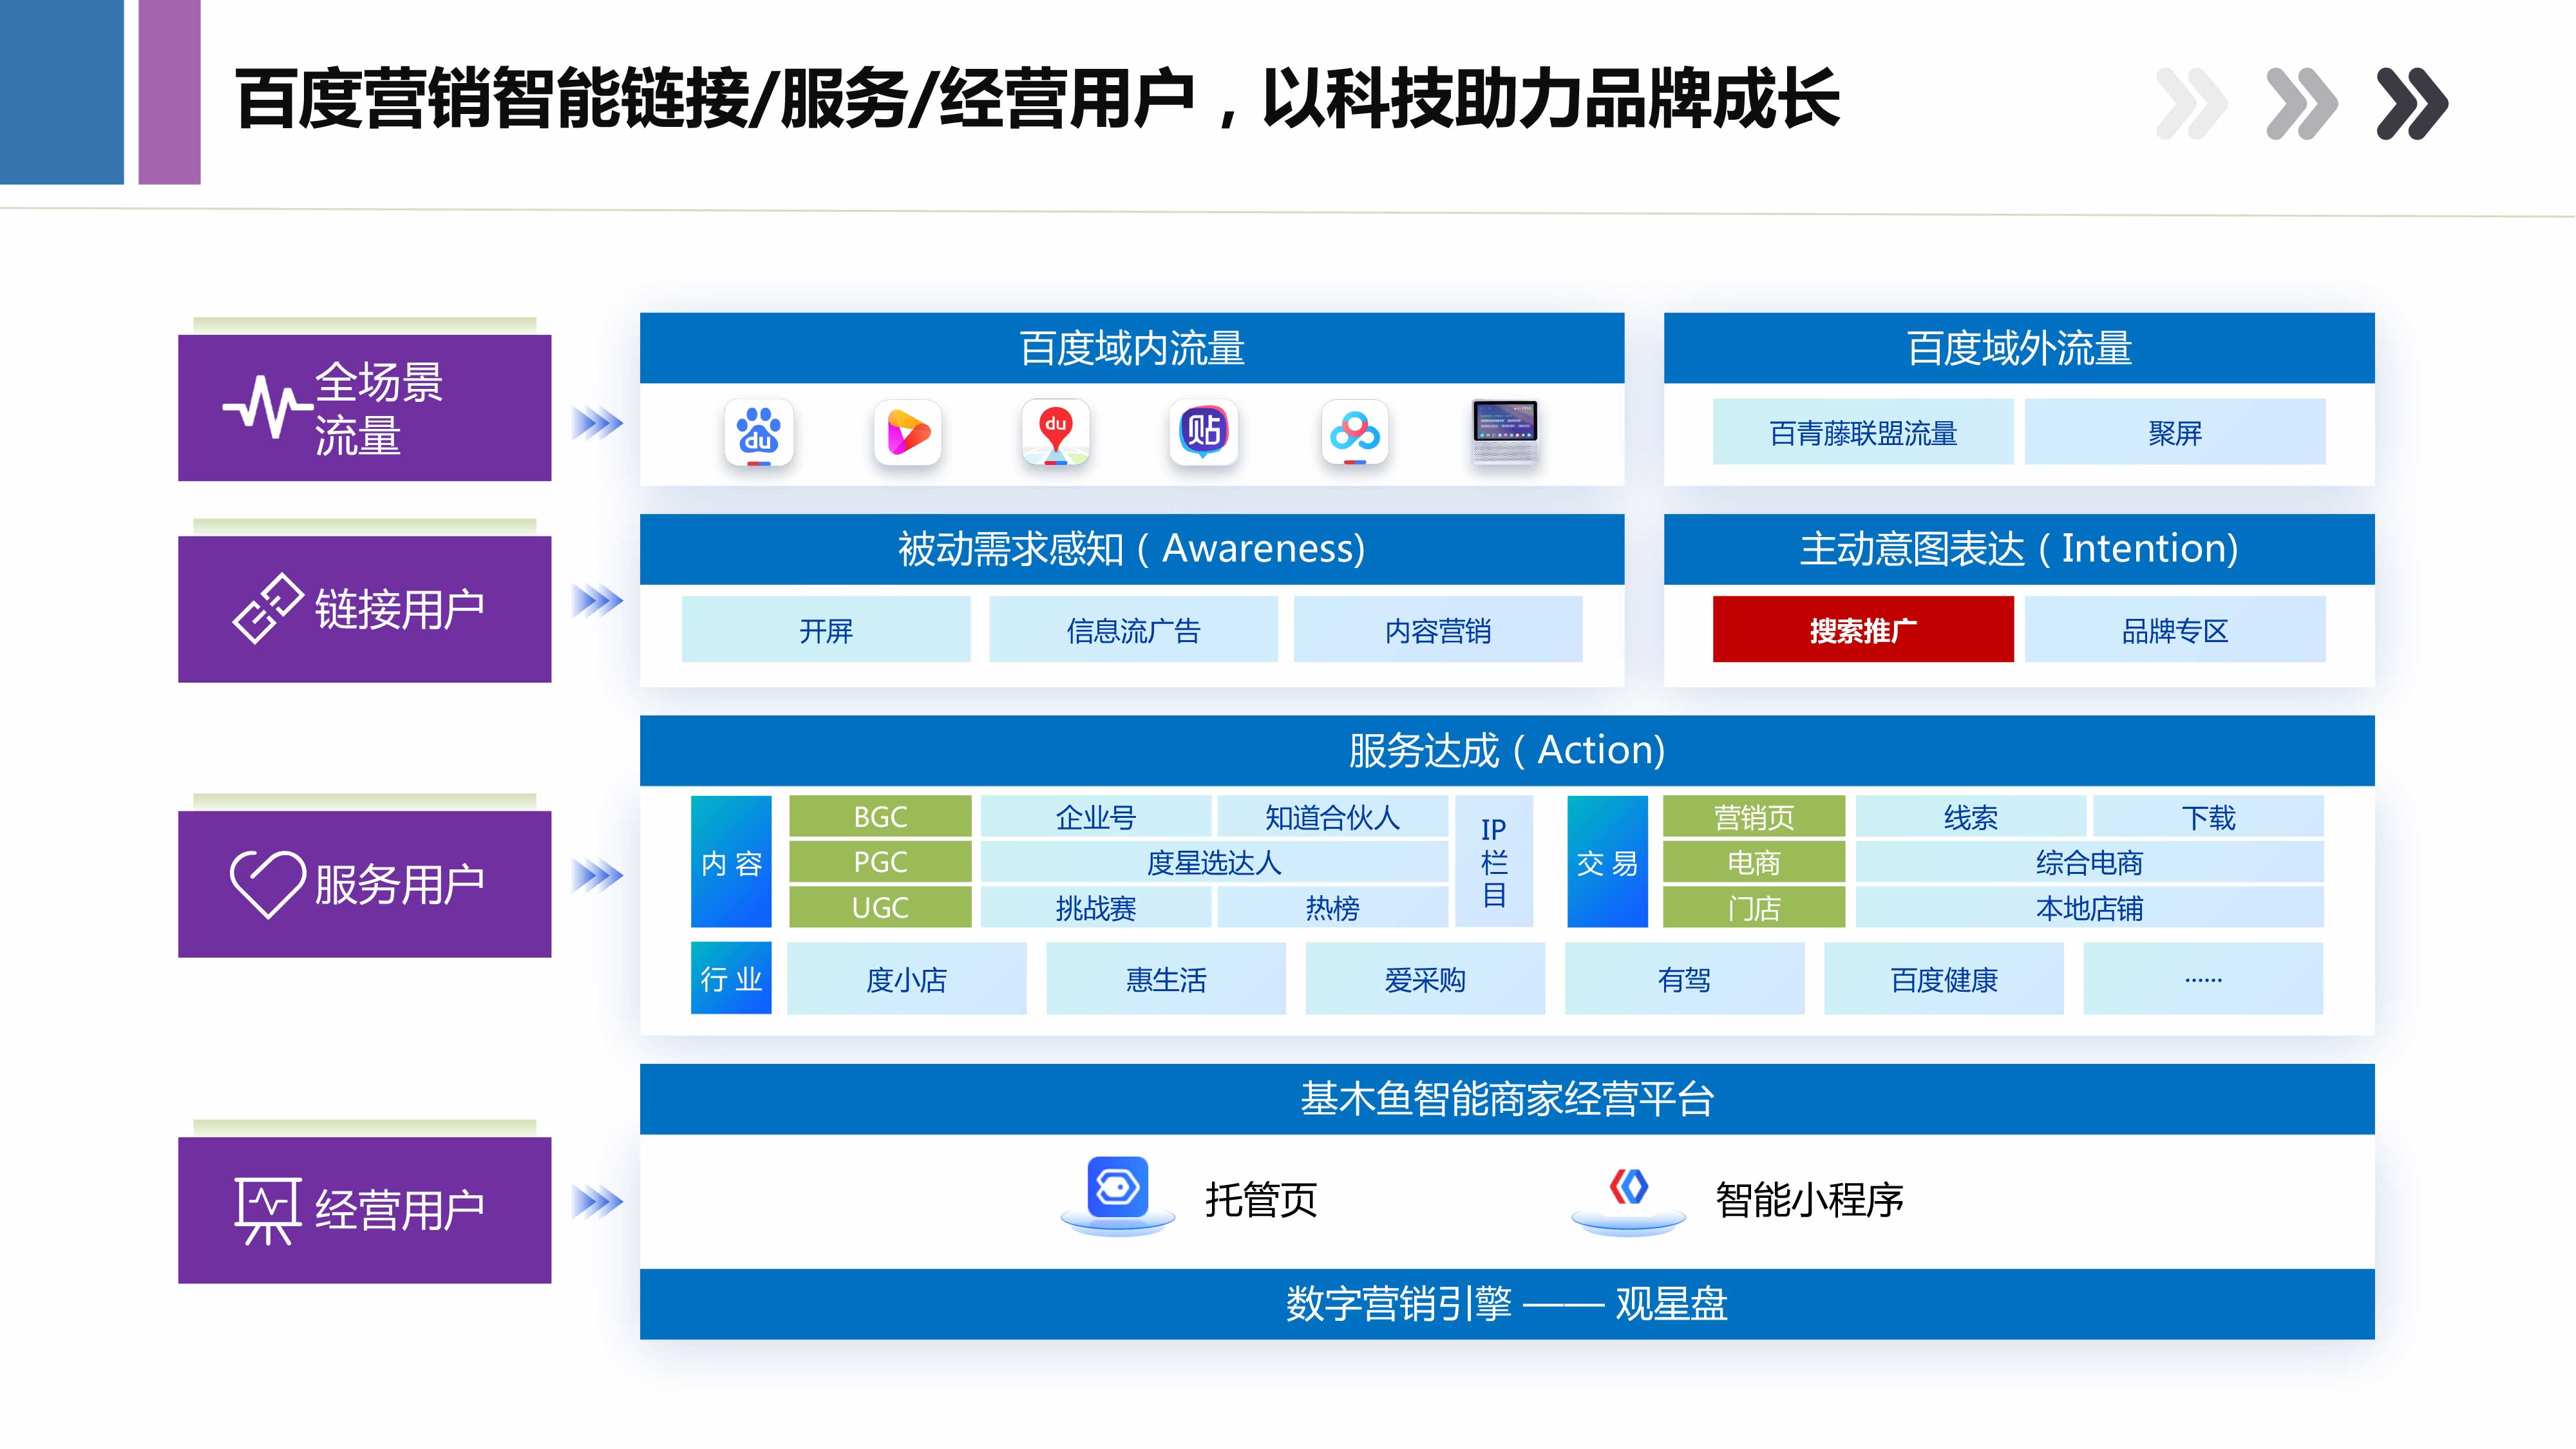 百度营销智能链接/服务/经营用户，以科技助力品牌成长
全场景
流量
百度域内流量
du
du
贴
百度域外流量
百青藤联盟流量
聚屏
链接用户
被动需求感知（Awareness)
开屏
信息流广告
内容营销
主动意图表达（Intention)
搜索推广
品牌专区
服务用户
服务达成（Action)
内 容
BGC
企业号
知道合伙人
PGC
度星选达人
UGC
挑战赛
热榜
IP
栏
目
交 易
营销页
线索
下载
电商
综合电商
门店
本地店铺
行 业
度小店
惠生活
爱采购
有驾
百度健康
……
经营用户
基木鱼智能商家经营平台
托管页
智能小程序
数字营销引擎 —— 观星盘